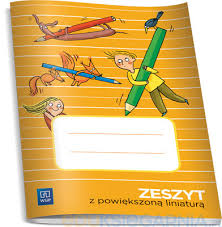 ZESZYT
z powiększoną liniaturą
WSiP